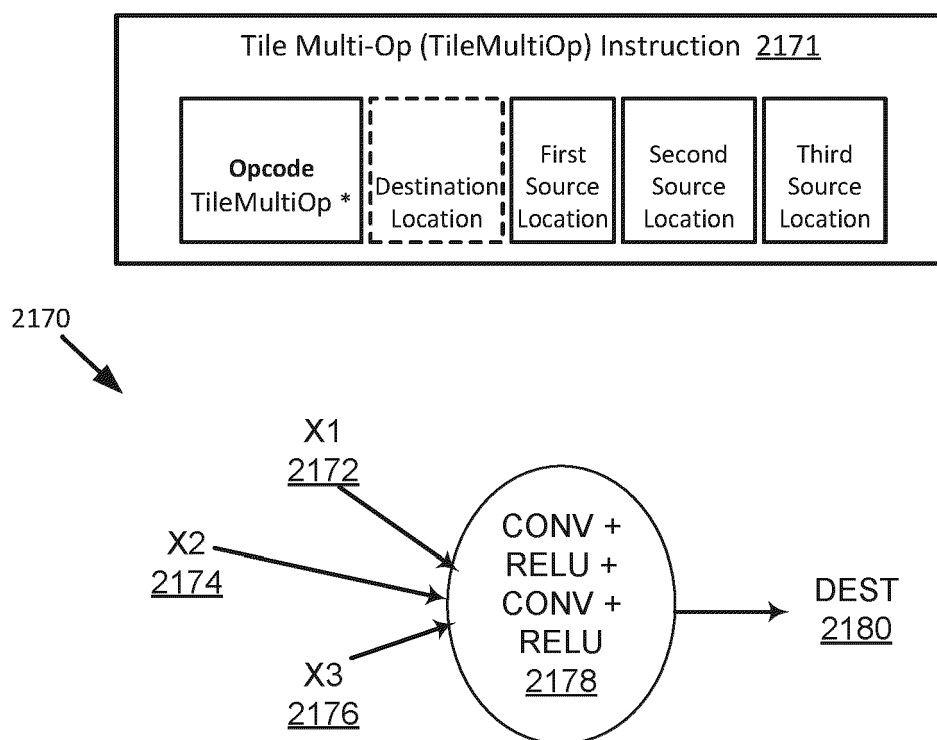 Tile Multi-Op (TileMultiOp) Instruction 2171
Opcode
TileMultiOp *
Destination
Location
First
Source
Location
Second
Source
Location
Third
Source
Location
2170
X1
2172
X2
2174
X3
2176
CONV +
RELU +
CONV +
RELU
2178
DEST
2180